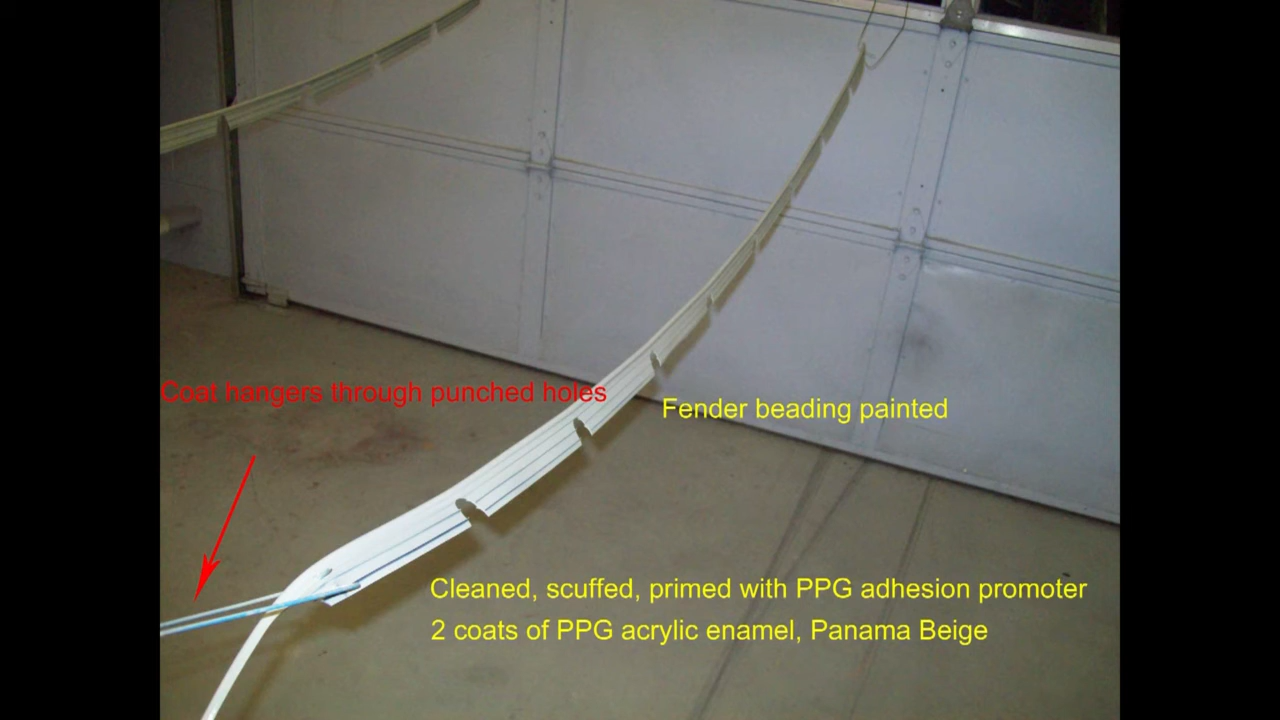 Coat hangers through punched holes
Fender beading painted
Cleaned, scuffed, primed with PPG adhesion promoter
2 coats of PPG acrylic enamel, Panama Beige